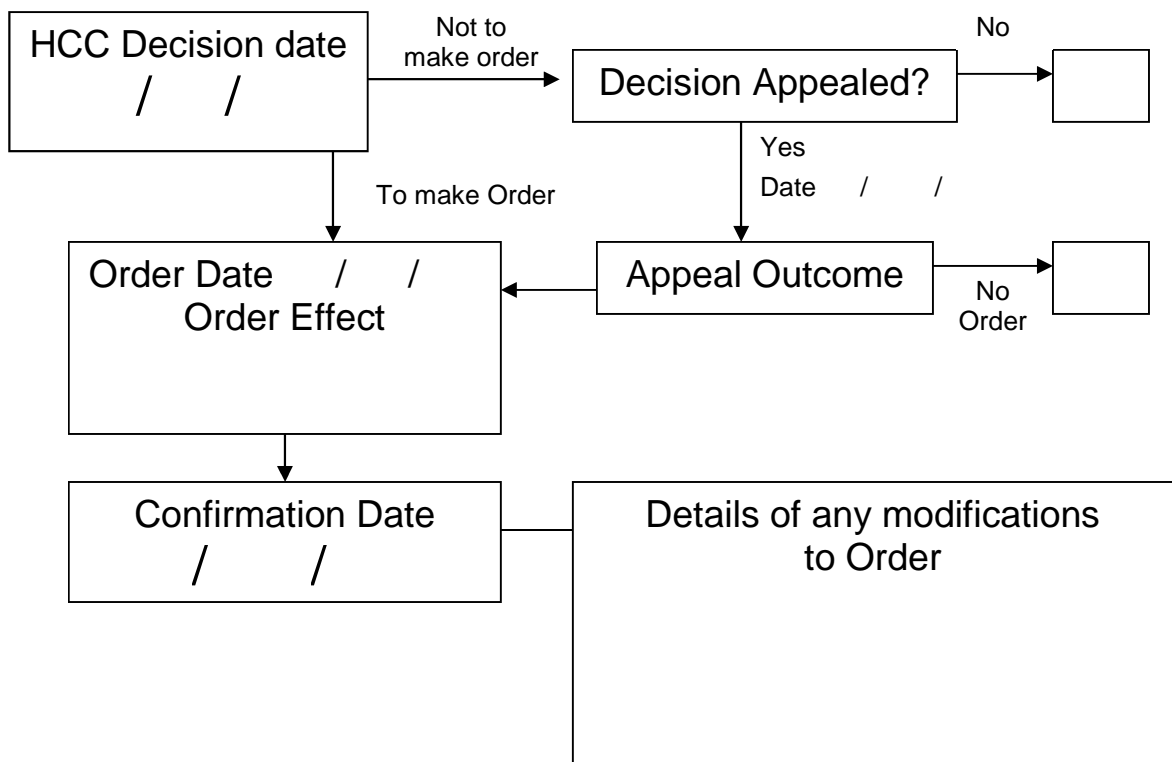 HCC Decision date
/ /
Not to
make order
Decision Appealed?
No
Yes
Date / /
To make Order
Order Date / /
Order Effect
Appeal Outcome
No
Order
Confirmation Date
/ /
Details of any modifications
to Order